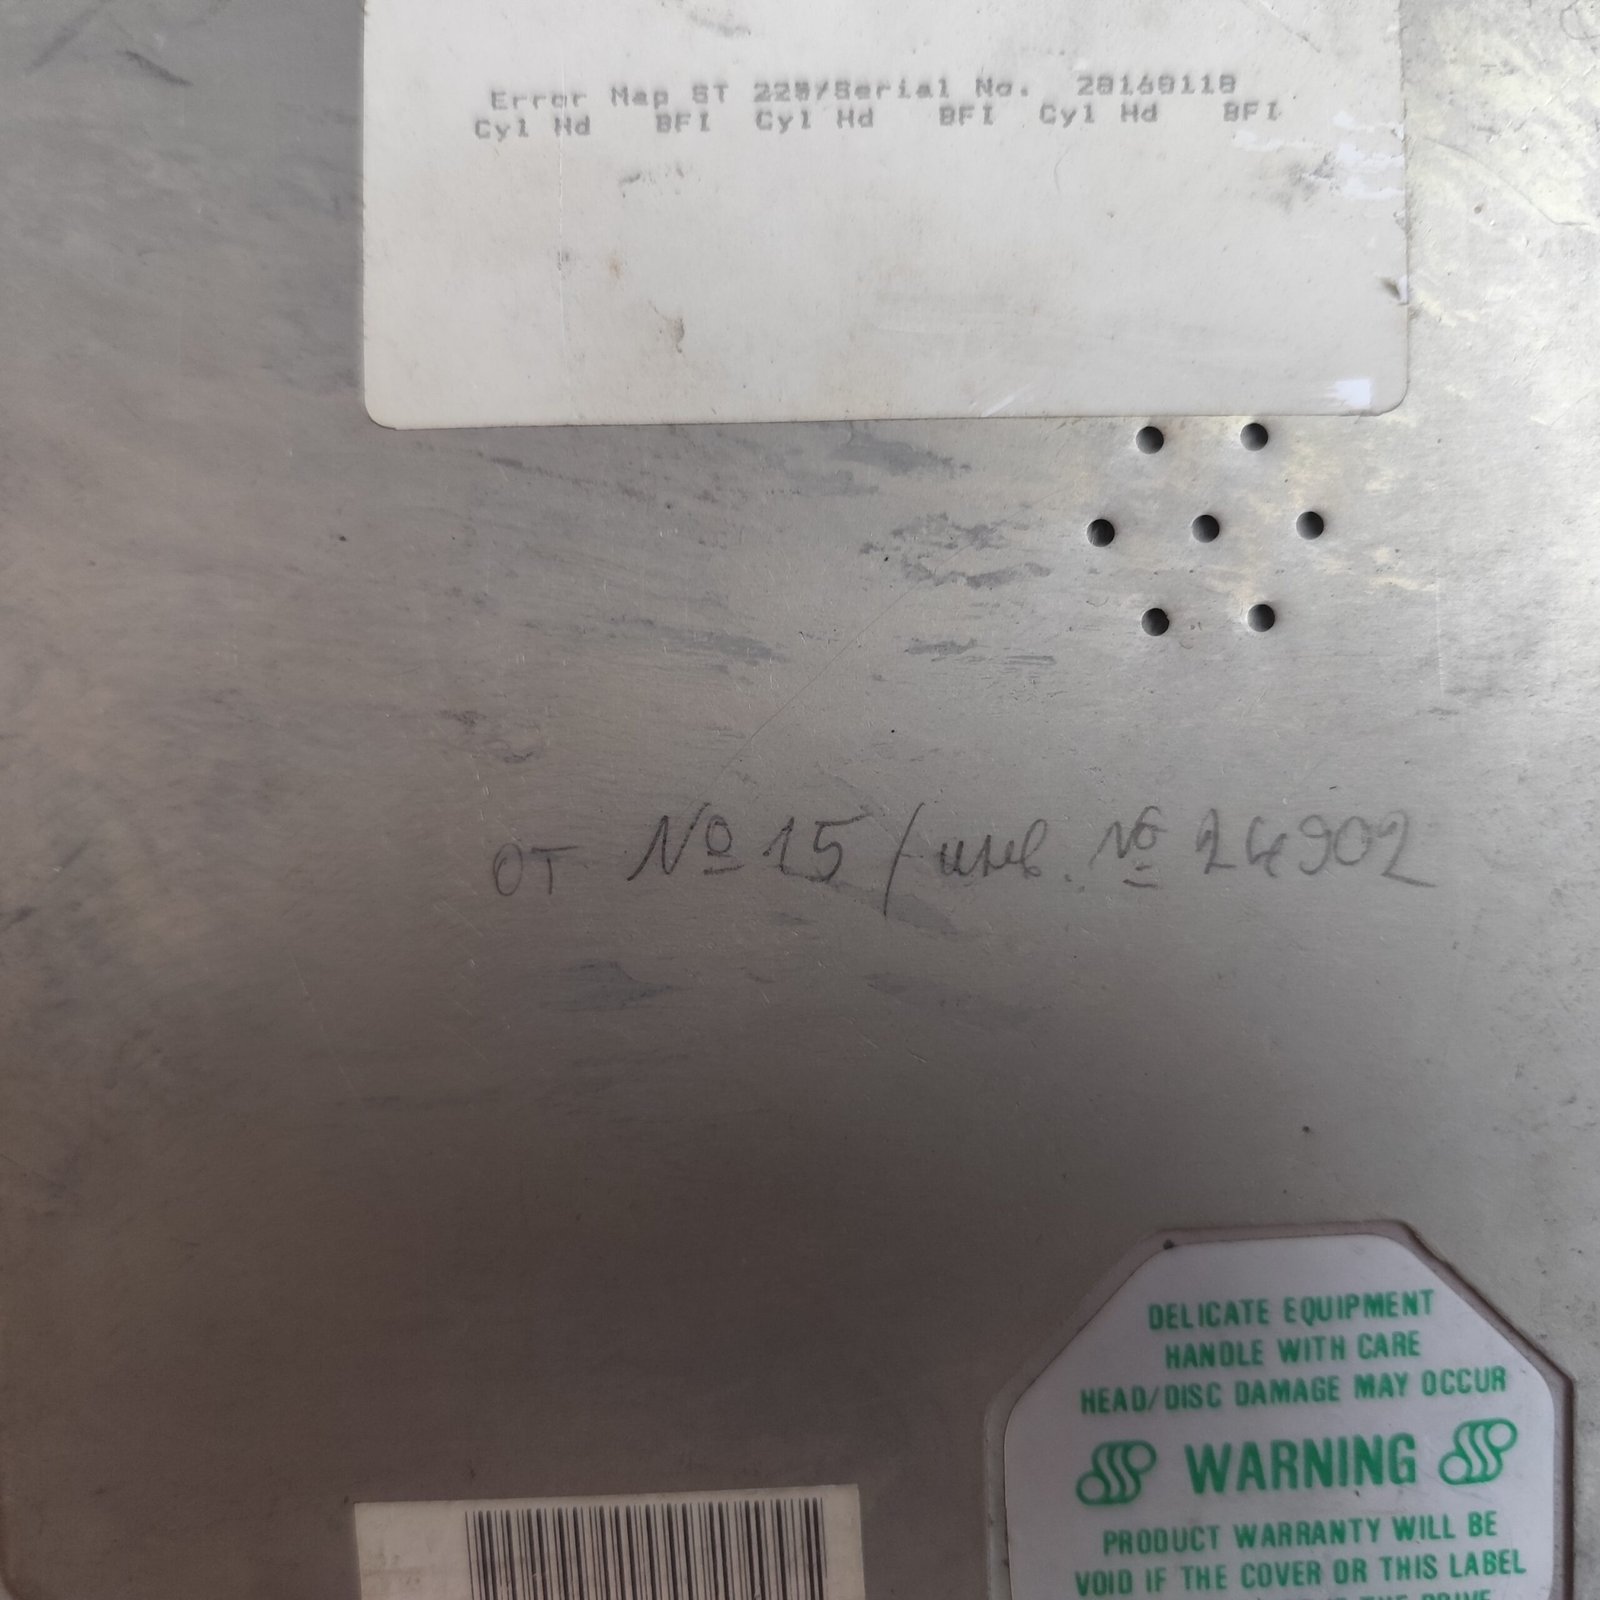 Error Map ST 225/Serial No. 28168118
Cyl Hd BFI Cyl Hd BFI Cyl Hd BFI
от № 15 / инв. № 24902
DELICATE EQUIPMENT
HANDLE WITH CARE
HEAD/DISC DAMAGE MAY OCCUR
WARNING
PRODUCT WARRANTY WILL BE
VOID IF THE COVER OR THIS LABEL